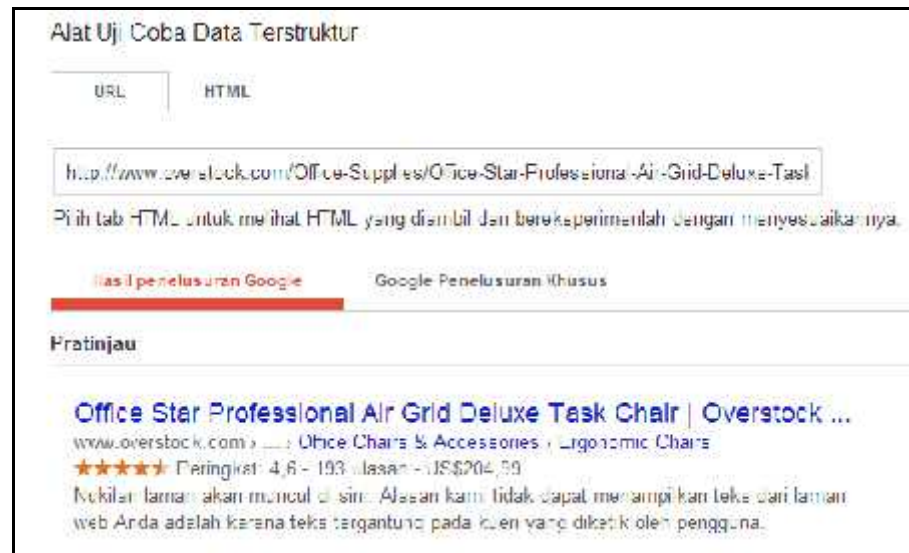 Alat Uji Coba Data Terstruktur
URL HTML
http://www.overstock.com/Office-Supplies/Office-Star-Professional-Air-Grid-Deluxe-Task
Pilih tab HTML untuk melihat HTML yang diambil dan bereksperimenlah dengan menyesuaikannya.
Hasil penelusuran Google Google Penelusuran Khusus
Pratinjau
Office Star Professional Air Grid Deluxe Task Chair | Overstock ...
www.overstock.com › ... › Office Chairs & Accessories › Ergonomic Chairs
Peringkat: 4,6 - 193 ulasan - US$204,99
Nukilan laman akan muncul di sini. Alasan kami tidak dapat menampilkan teks dari laman
web Anda adalah karena teks tergantung pada kueri yang diketik oleh pengguna.